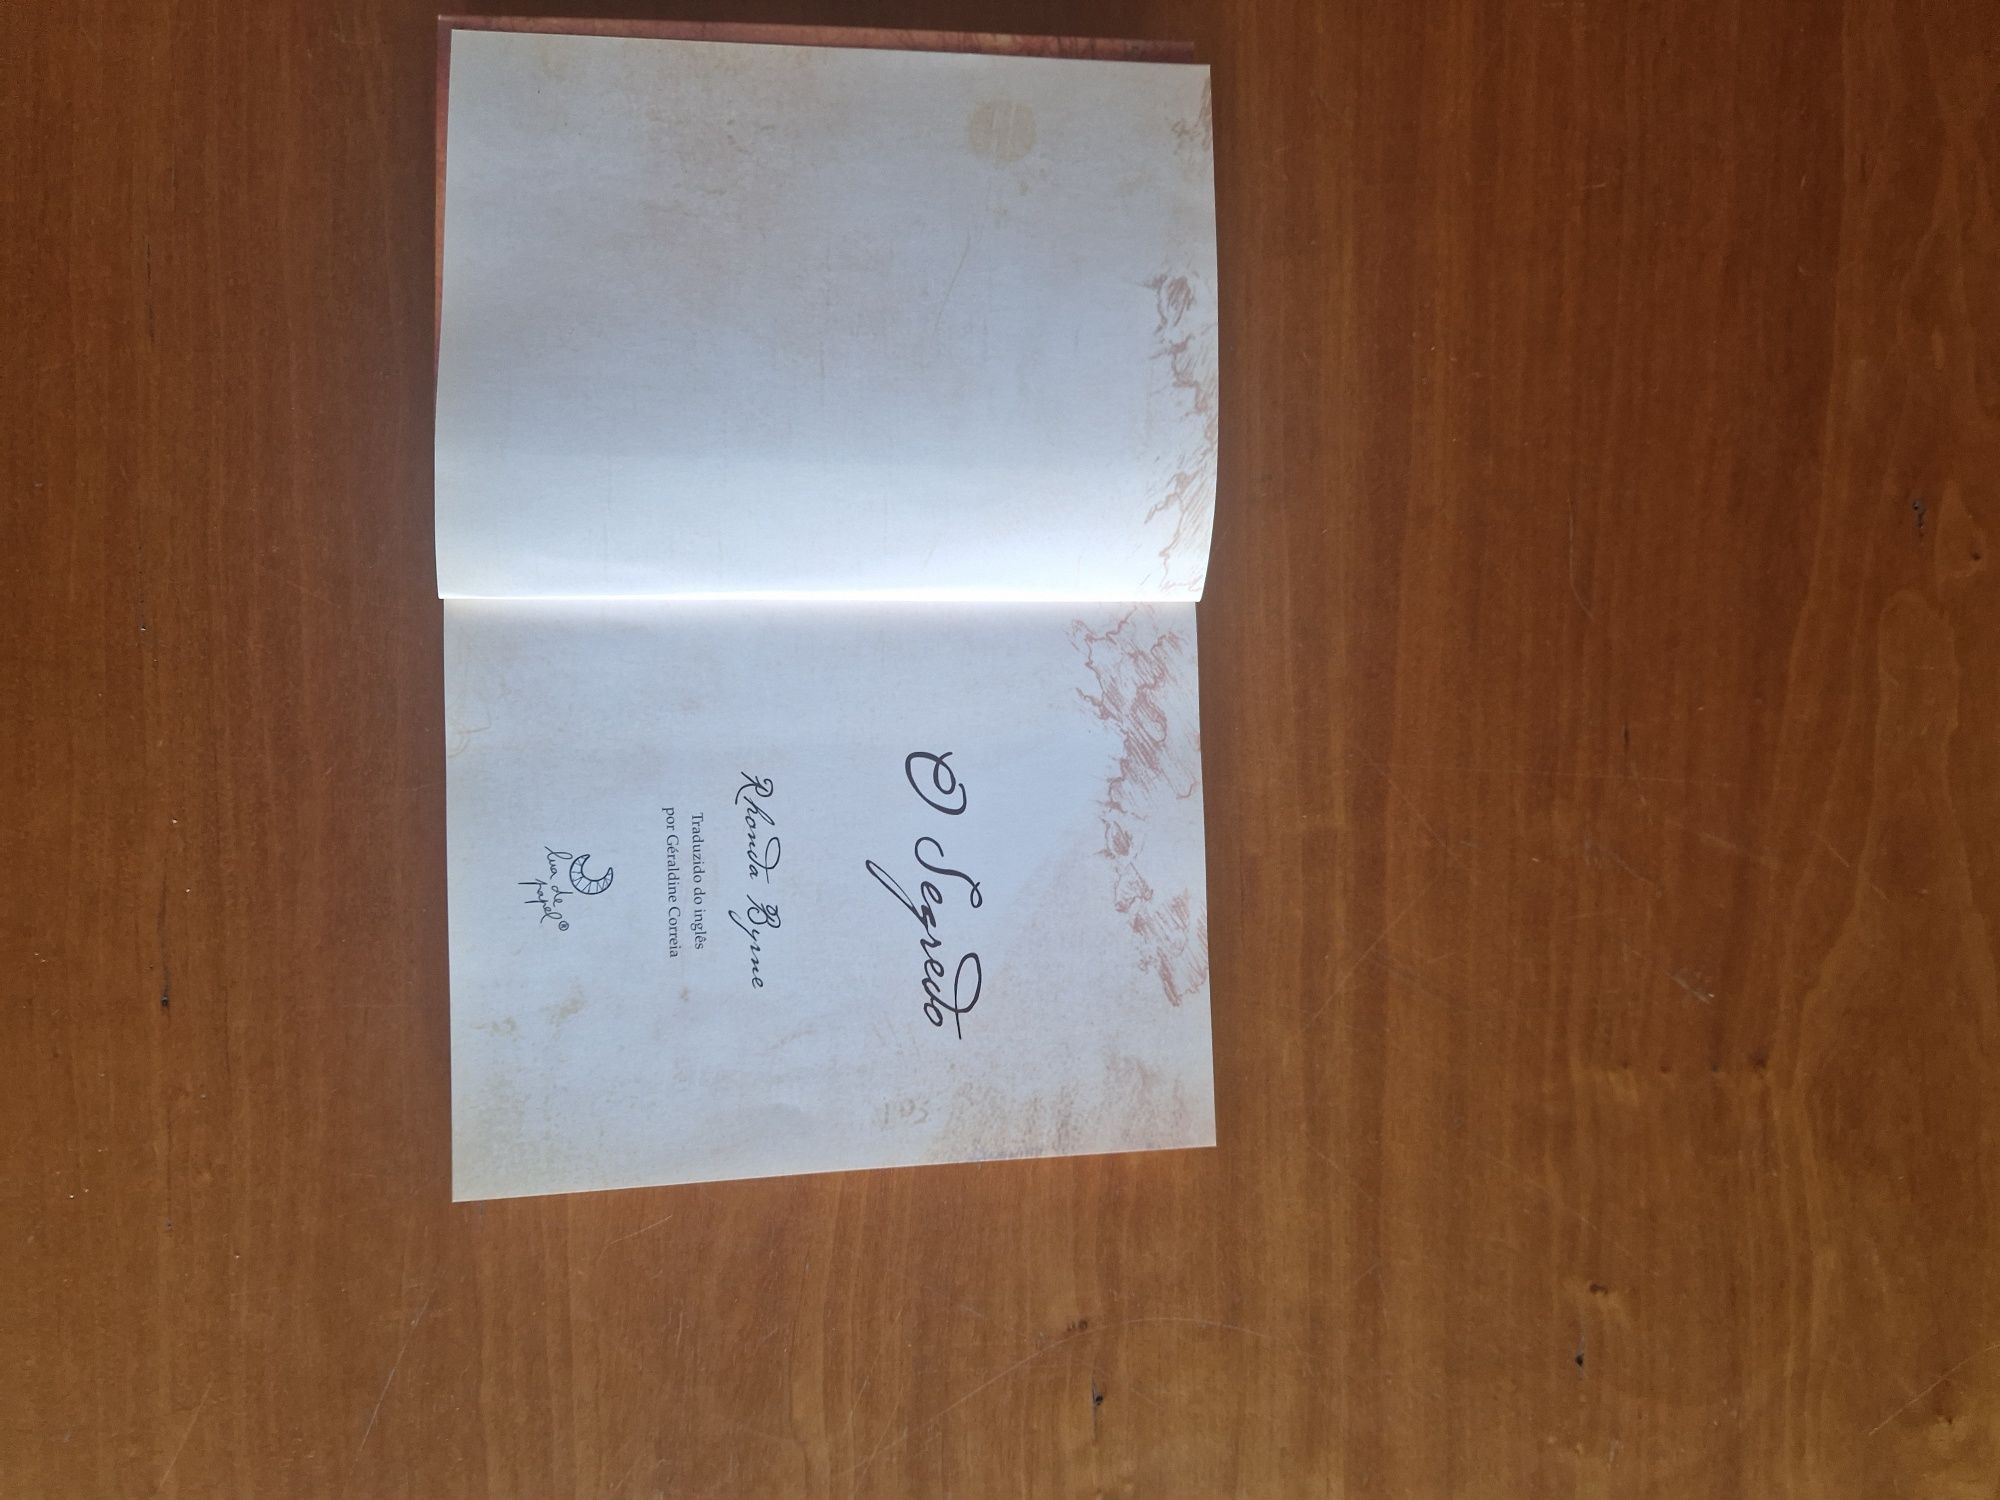 O Segredo
Rhonda Byrne
Traduzido do inglês
por Géraldine Correia
lua de
papel®